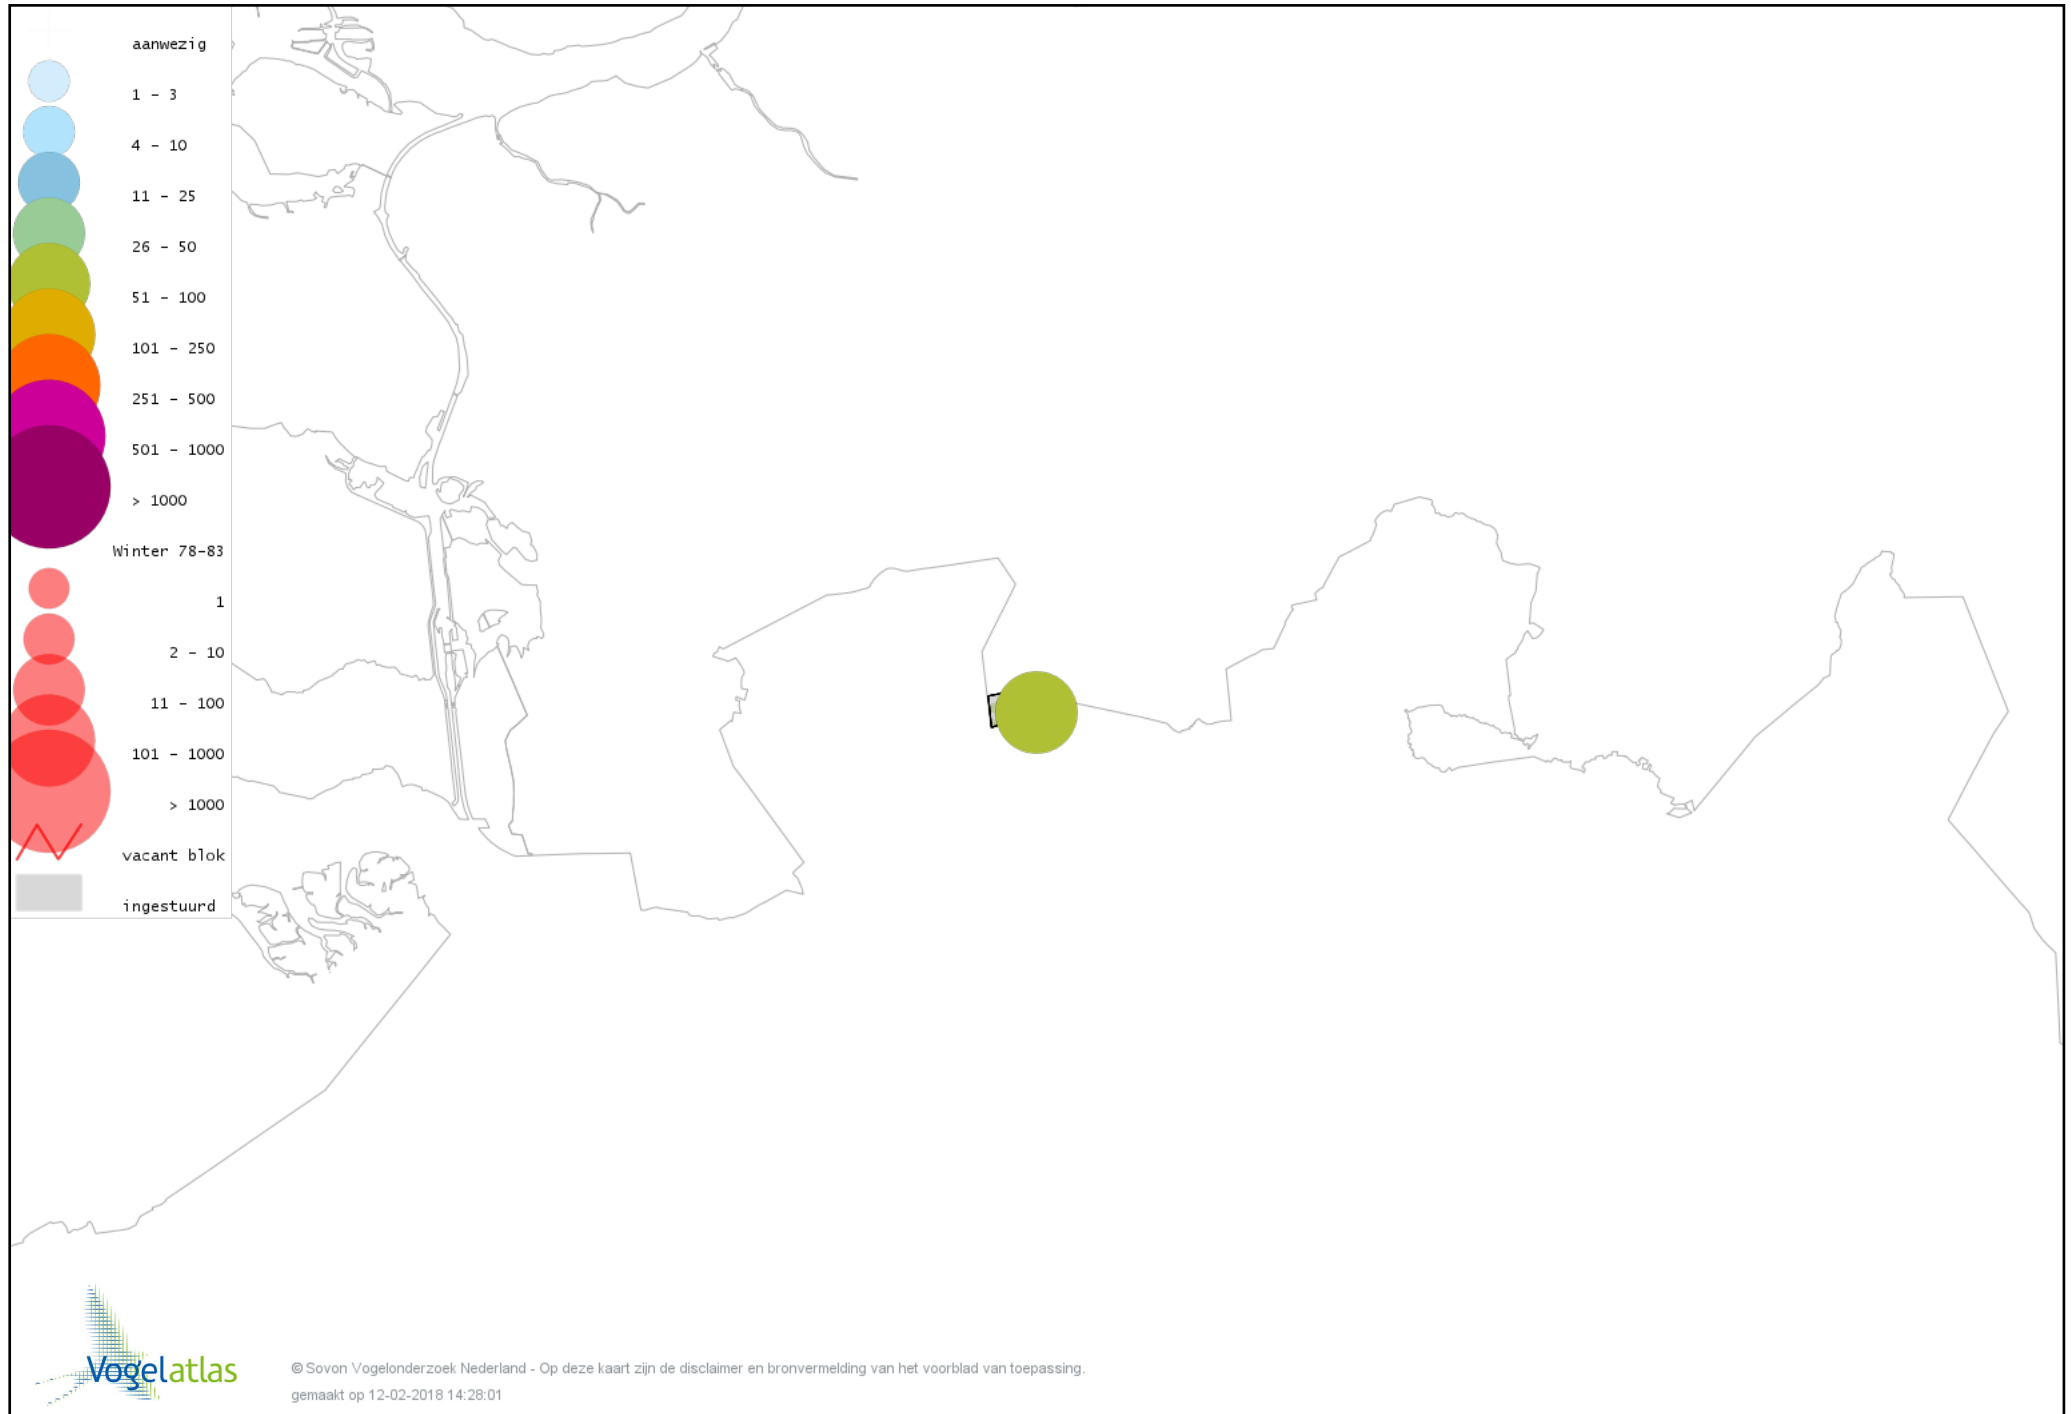 aanwezig
1 - 3
4 - 10
11 - 25
26 - 50
51 - 100
101 - 250
251 - 500
501 - 1000
> 1000
Winter 78-83
1
2 - 10
11 - 100
101 - 1000
> 1000
vacant blok
ingestuurd
Vogelatlas
© Sovon Vogelonderzoek Nederland - Op deze kaart zijn de disclaimer en bronvermelding van het voorblad van toepassing.
gemaakt op 12-02-2018 14:28:01